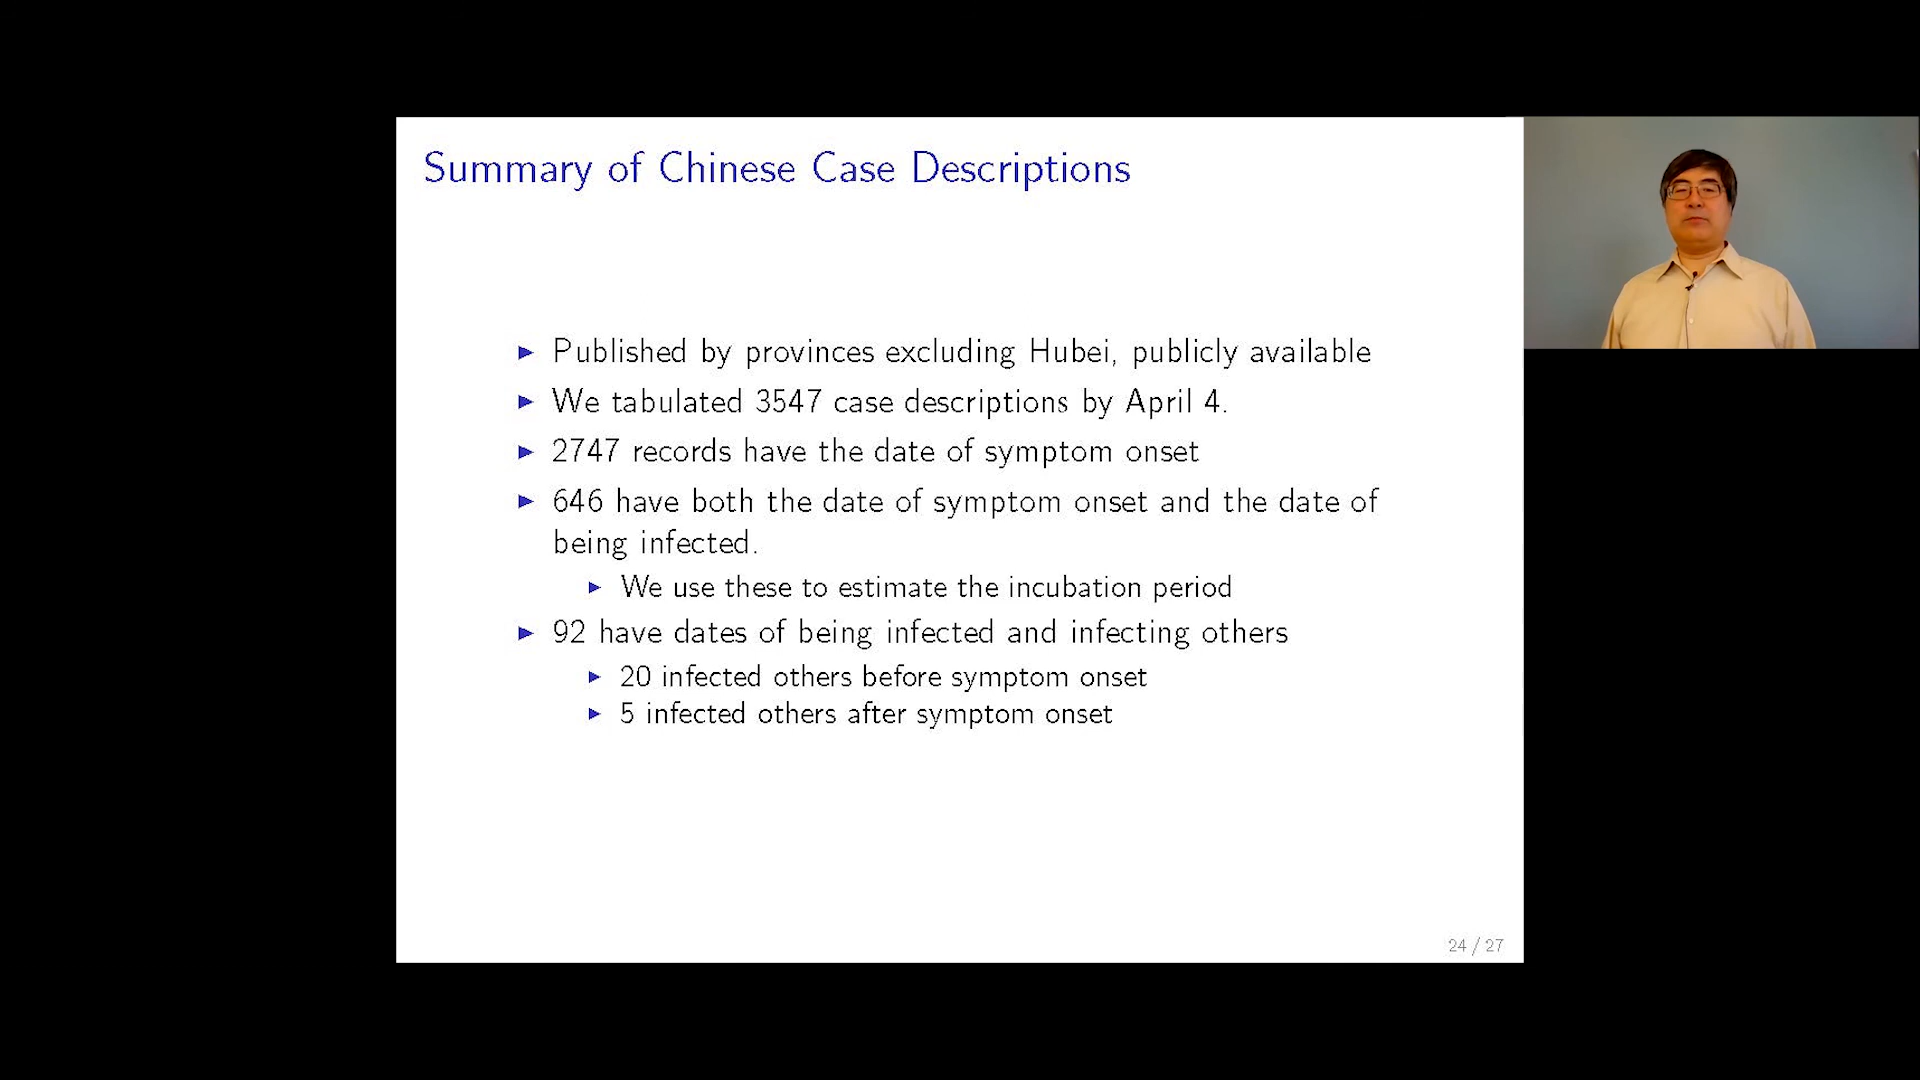 Summary of Chinese Case Descriptions
Published by provinces excluding Hubei, publicly available
We tabulated 3547 case descriptions by April 4.
2747 records have the date of symptom onset
646 have both the date of symptom onset and the date of
being infected.
We use these to estimate the incubation period
92 have dates of being infected and infecting others
20 infected others before symptom onset
5 infected others after symptom onset
24 / 27